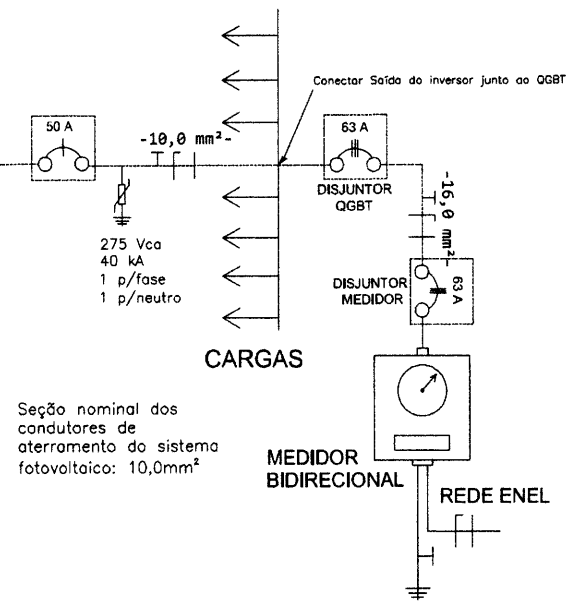 Conectar Saída do inversor junto ao QGBT
50 A
-10,0 mm²-
63 A
DISJUNTOR
QGBT
-16,0 mm²-
275 Vca
40 kA
1 p/fase
1 p/neutro
DISJUNTOR
MEDIDOR
63 A
CARGAS
Seção nominal dos
candutores de
aterramento do sistema
fotovoltaico: 10,0mm²
MEDIDOR
BIDIRECIONAL
REDE ENEL